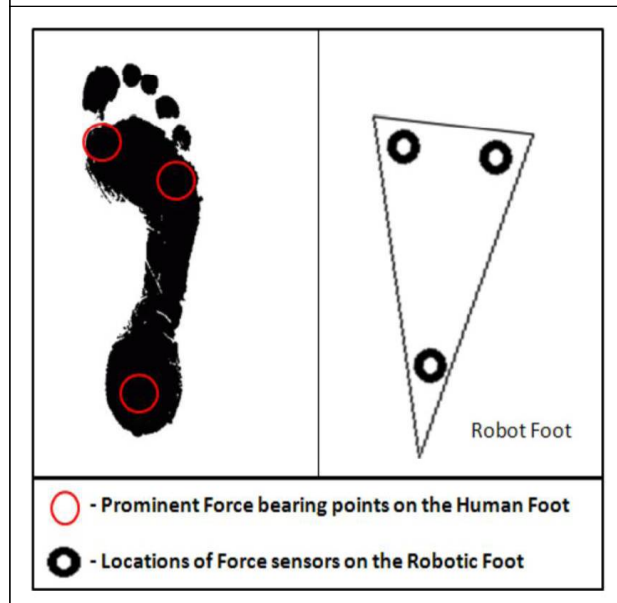 Robot Foot
- Prominent Force bearing points on the Human Foot
- Locations of Force sensors on the Robotic Foot